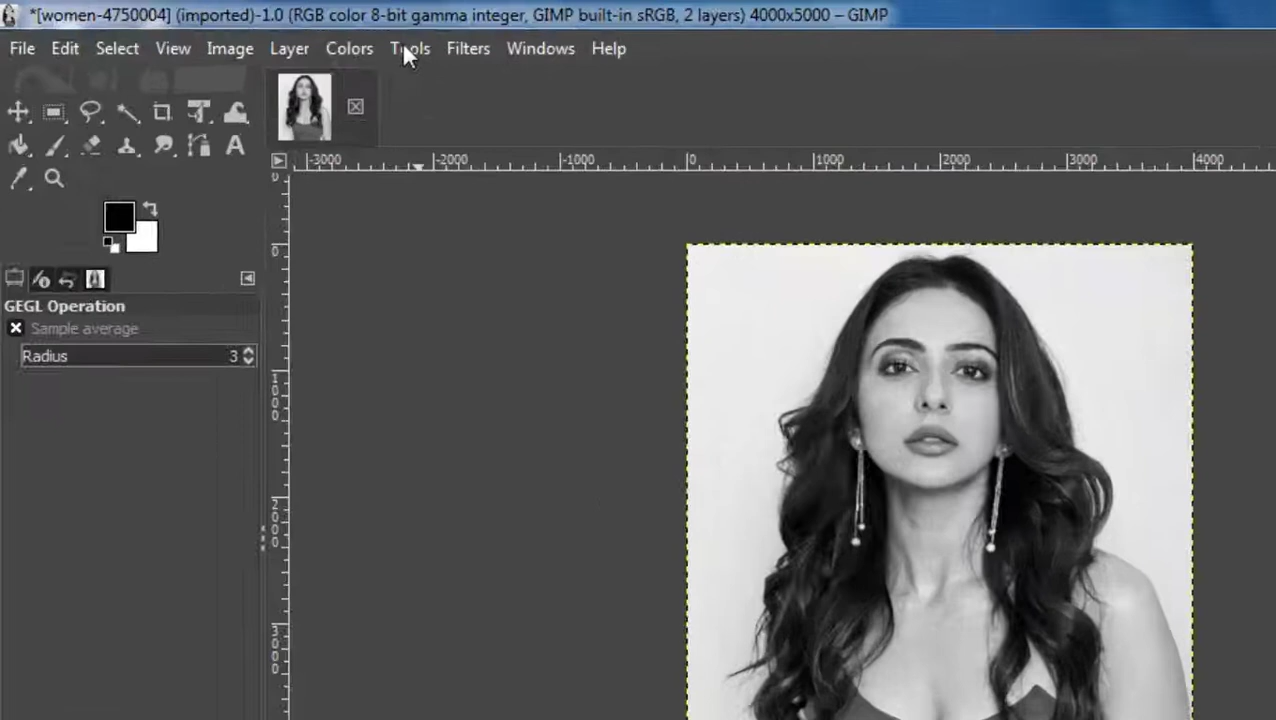 *[women-4750004] (imported)-1.0 (RGB color 8-bit gamma integer, GIMP built-in sRGB, 2 layers) 4000x5000 – GIMP
File Edit Select View Image Layer Colors Tools Filters Windows Help
-3000 -2000 -1000 0 1000 2000 3000 4000
0
0
1000
2000
3000
A
GEGL Operation
Sample average
Radius 3